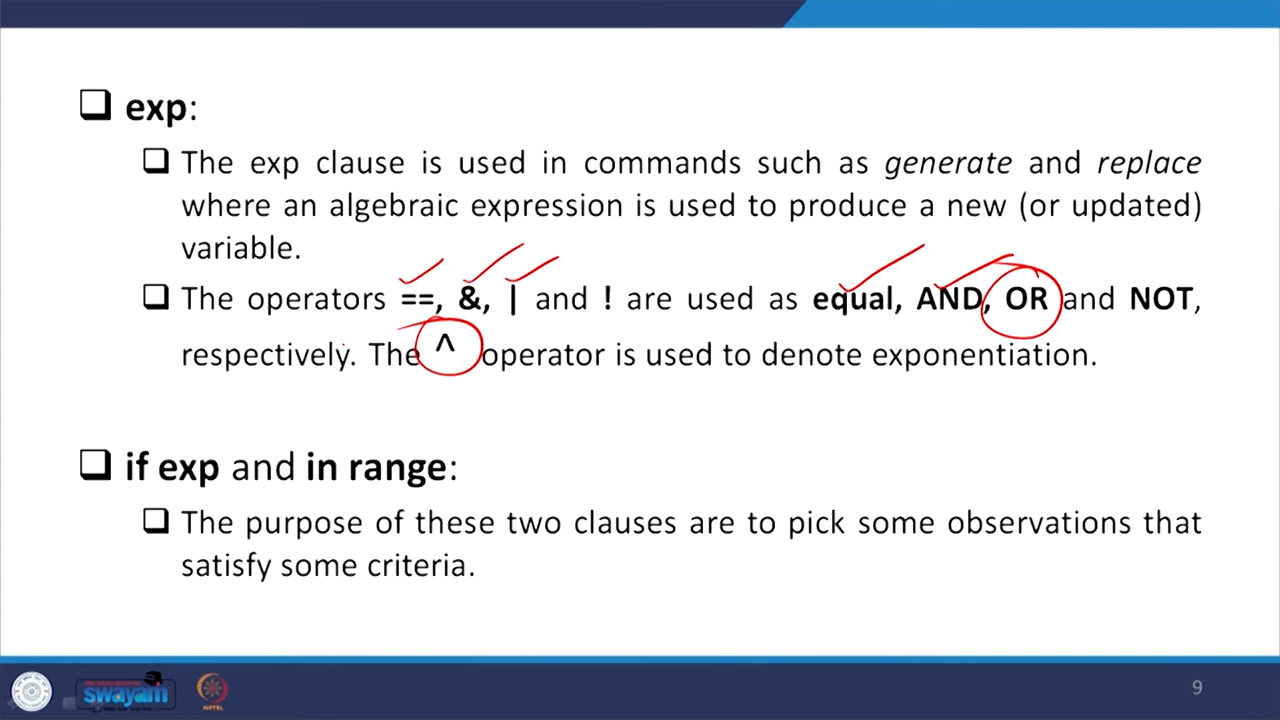 exp:
The exp clause is used in commands such as generate and replace
where an algebraic expression is used to produce a new (or updated)
variable.
The operators ==, &, | and ! are used as equal, AND, OR and NOT,
respectively. The ^ operator is used to denote exponentiation.
if exp and in range:
The purpose of these two clauses are to pick some observations that
satisfy some criteria.
swayam
NPTEL
9